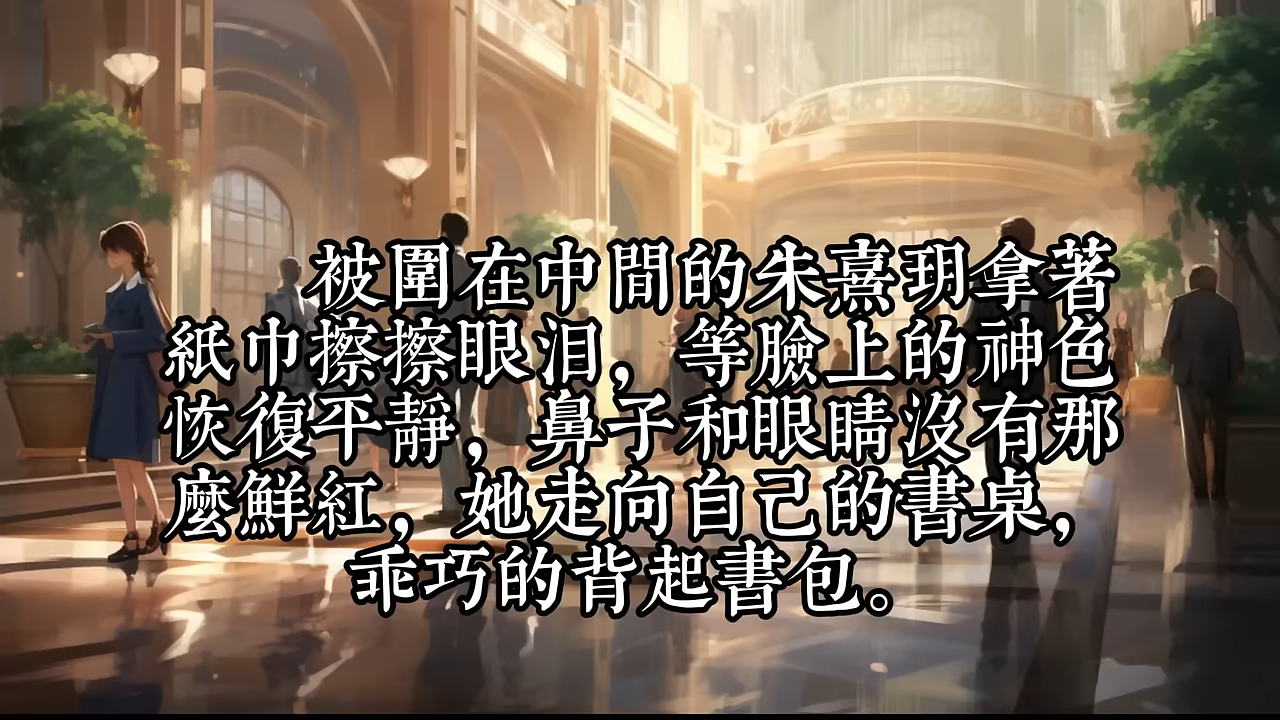 被圍在中間的朱熹玥拿著
紙巾擦擦眼泪，等臉上的神色
恢復平靜，鼻子和眼睛沒有那
麼鮮紅，她走向自己的書桌，
乖巧的背起書包。